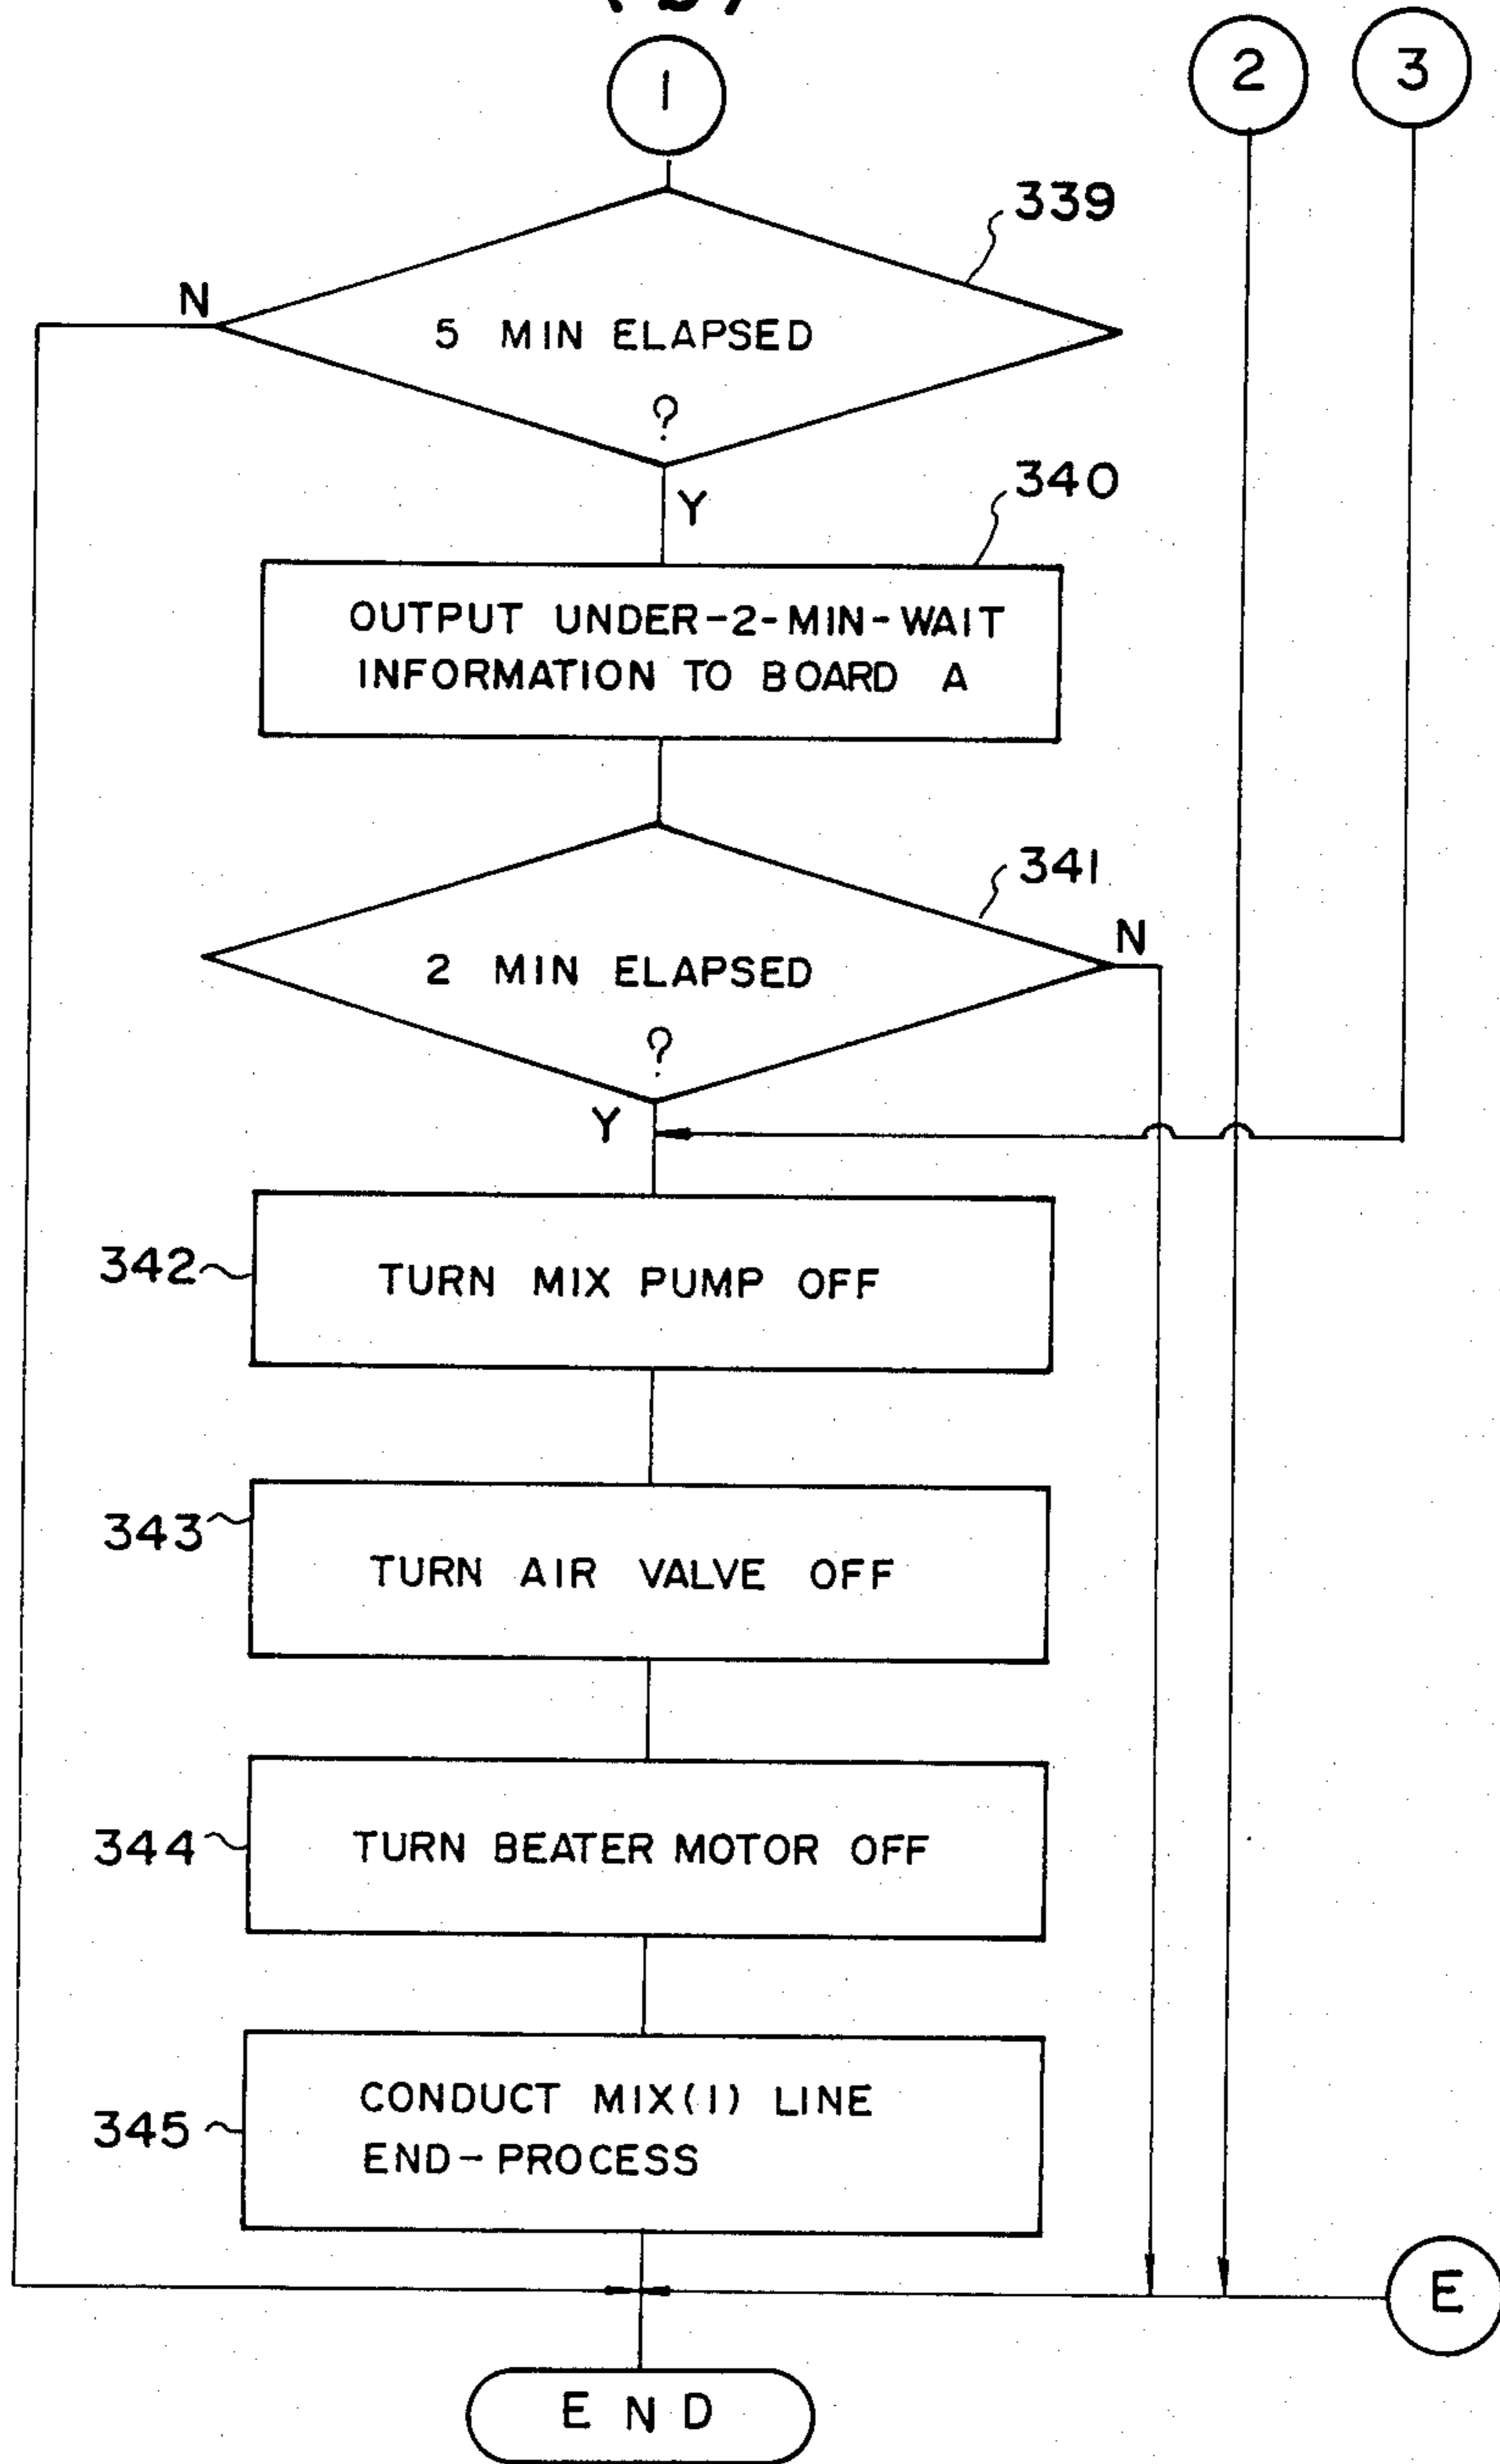 1
2
3
339
N
5 MIN ELAPSED
?
Y
340
OUTPUT UNDER-2-MIN-WAIT
INFORMATION TO BOARD A
341
N
2 MIN ELAPSED
?
Y
342
TURN MIX PUMP OFF
343
TURN AIR VALVE OFF
344
TURN BEATER MOTOR OFF
345
CONDUCT MIX(1) LINE
END-PROCESS
E
END